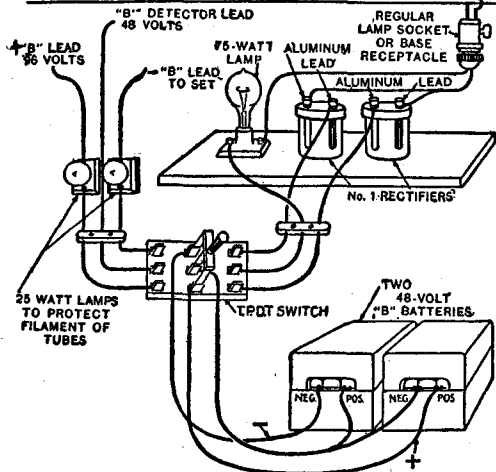 "B" DETECTOR LEAD
48 VOLTS
+
"B" LEAD
96 VOLTS
-"B" LEAD
TO SET
75-WATT
LAMP
ALUMINUM
LEAD
REGULAR
LAMP SOCKET
OR BASE
RECEPTACLE
ALUMINUM
LEAD
No. 1 RECTIFIERS
25 WATT LAMPS
TO PROTECT
FILAMENT OF
TUBES
T.P.D.T SWITCH
TWO
48-VOLT
"B" BATTERIES
NEG. POS. NEG. POS.
- +